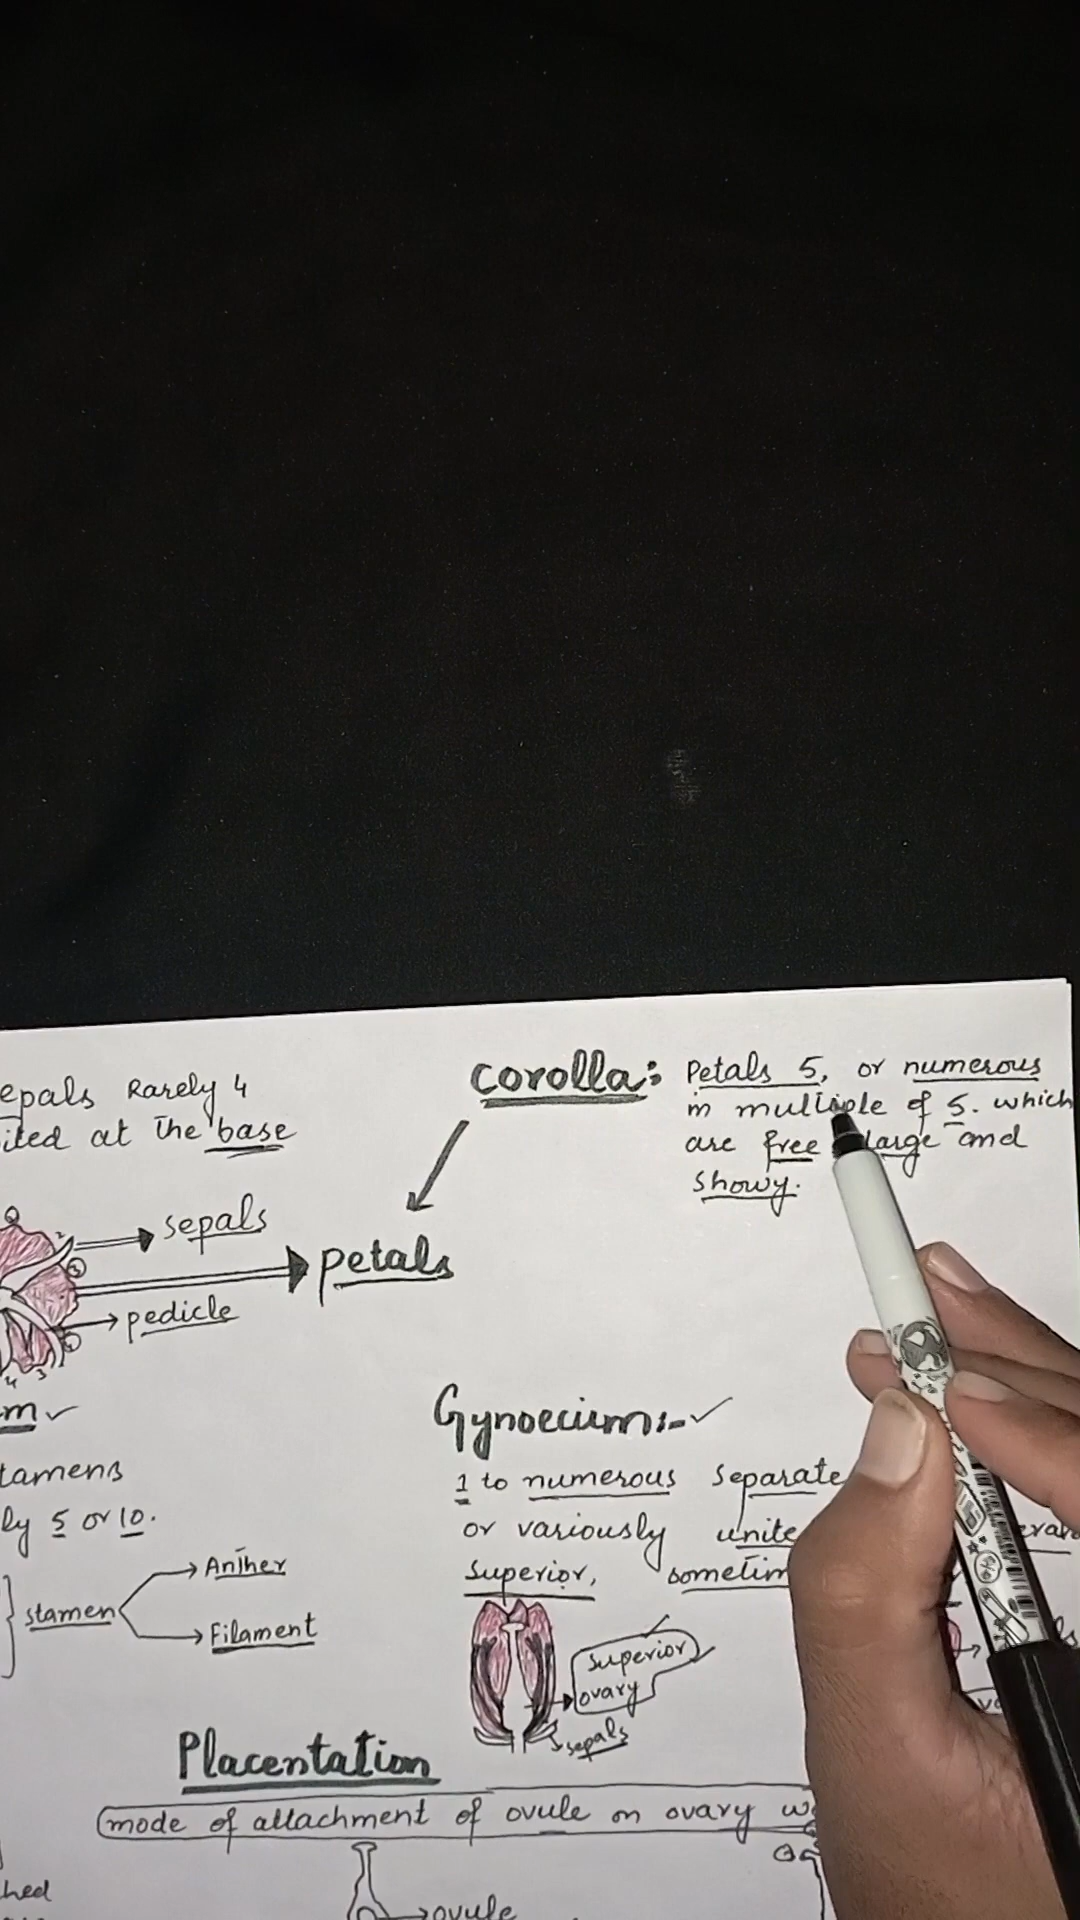 epals Rarely 4
ited at the base
Corolla: Petals 5, or numerous
in multiple of 5. which
are free large and
showy.
sepals
petals
pedicle
m
tamens
ly 5 or 10.
stamen
Anther
Filament
Gynoecium:-
1 to numerous separate
or variously unite
Superior, sometim
superior
ovary
sepals
Placentation
mode of attachment of ovule on ovary w
ovule
hed